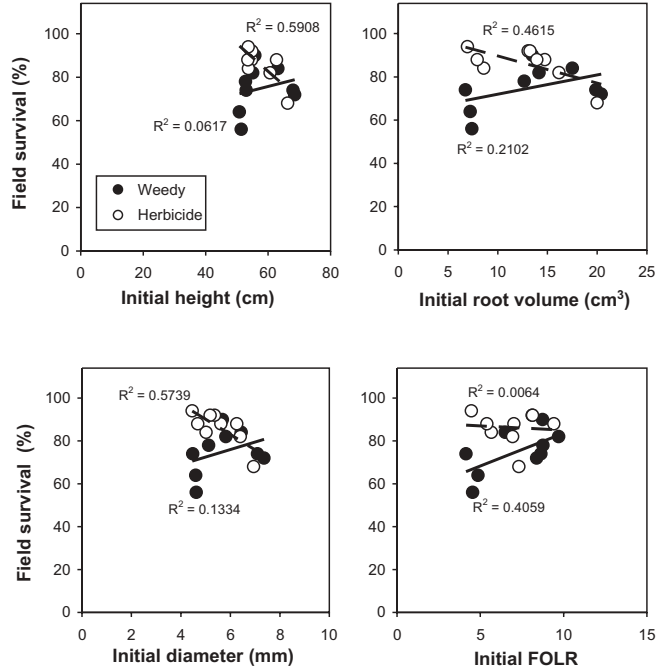 R² = 0.5908
R² = 0.0617
Weedy
Herbicide
Field survival (%)
100
80
60
40
20
0
0 20 40 60 80
Initial height (cm)
R² = 0.4615
R² = 0.2102
100
80
60
40
20
0
0 5 10 15 20 25
Initial root volume (cm³)
R² = 0.5739
R² = 0.1334
Field survival (%)
100
80
60
40
20
0
0 2 4 6 8 10
Initial diameter (mm)
R² = 0.0064
R² = 0.4059
100
80
60
40
20
0
0 5 10 15
Initial FOLR